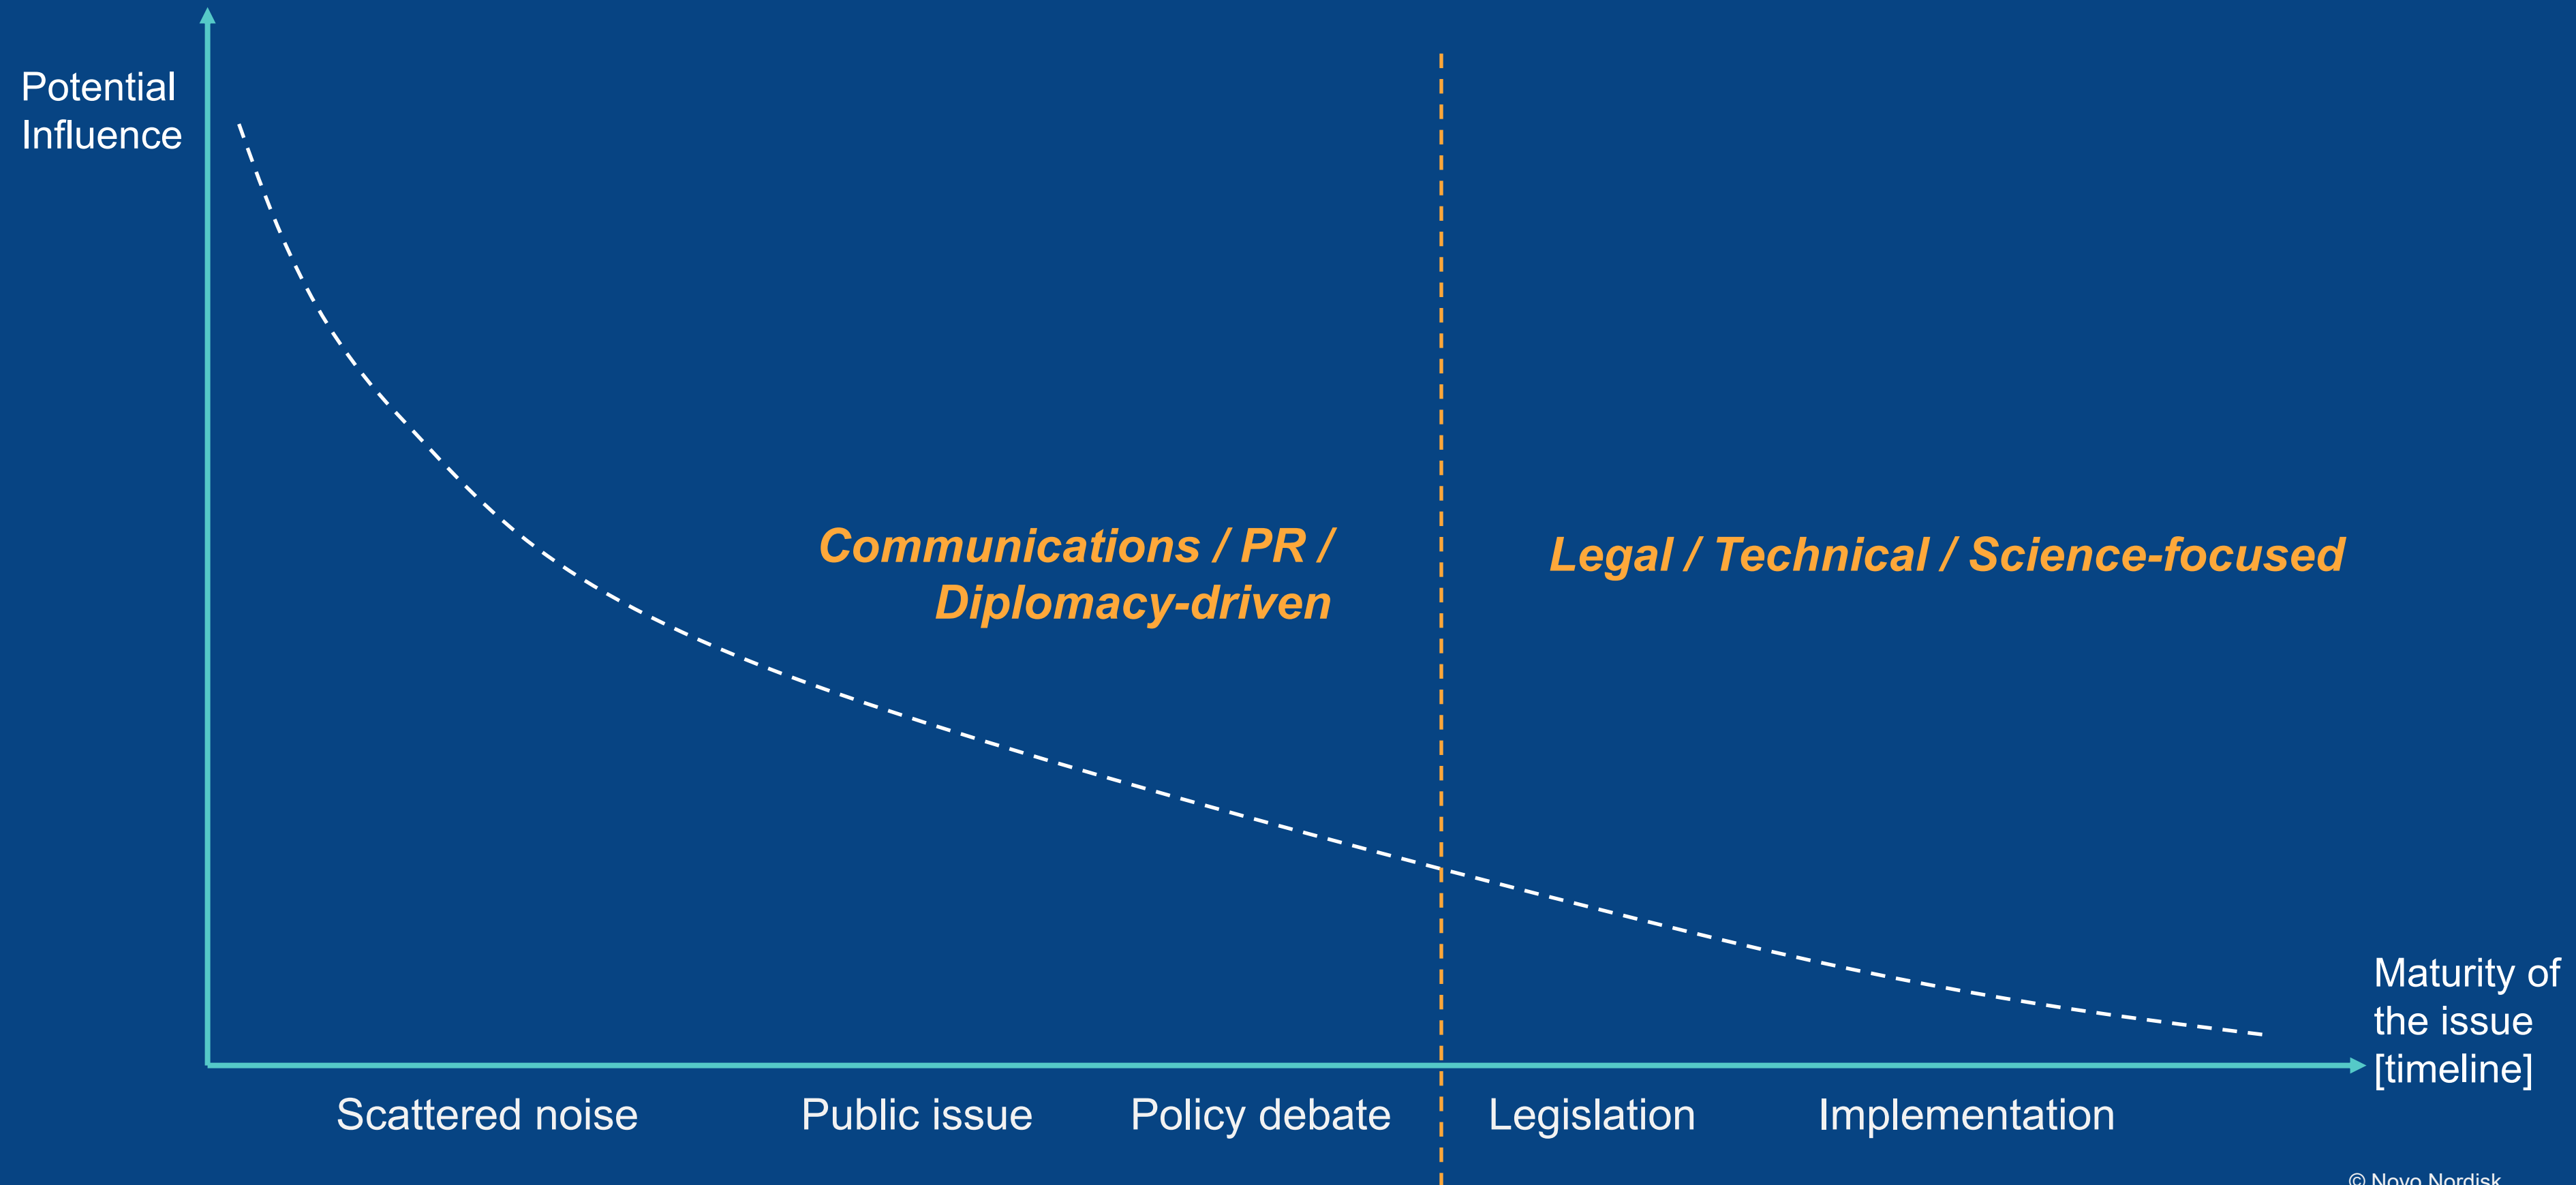 Potential
Influence
Communications / PR /
Diplomacy-driven
Legal / Technical / Science-focused
Maturity of
the issue
[timeline]
Scattered noise
Public issue
Policy debate
Legislation
Implementation
© Novo Nordisk